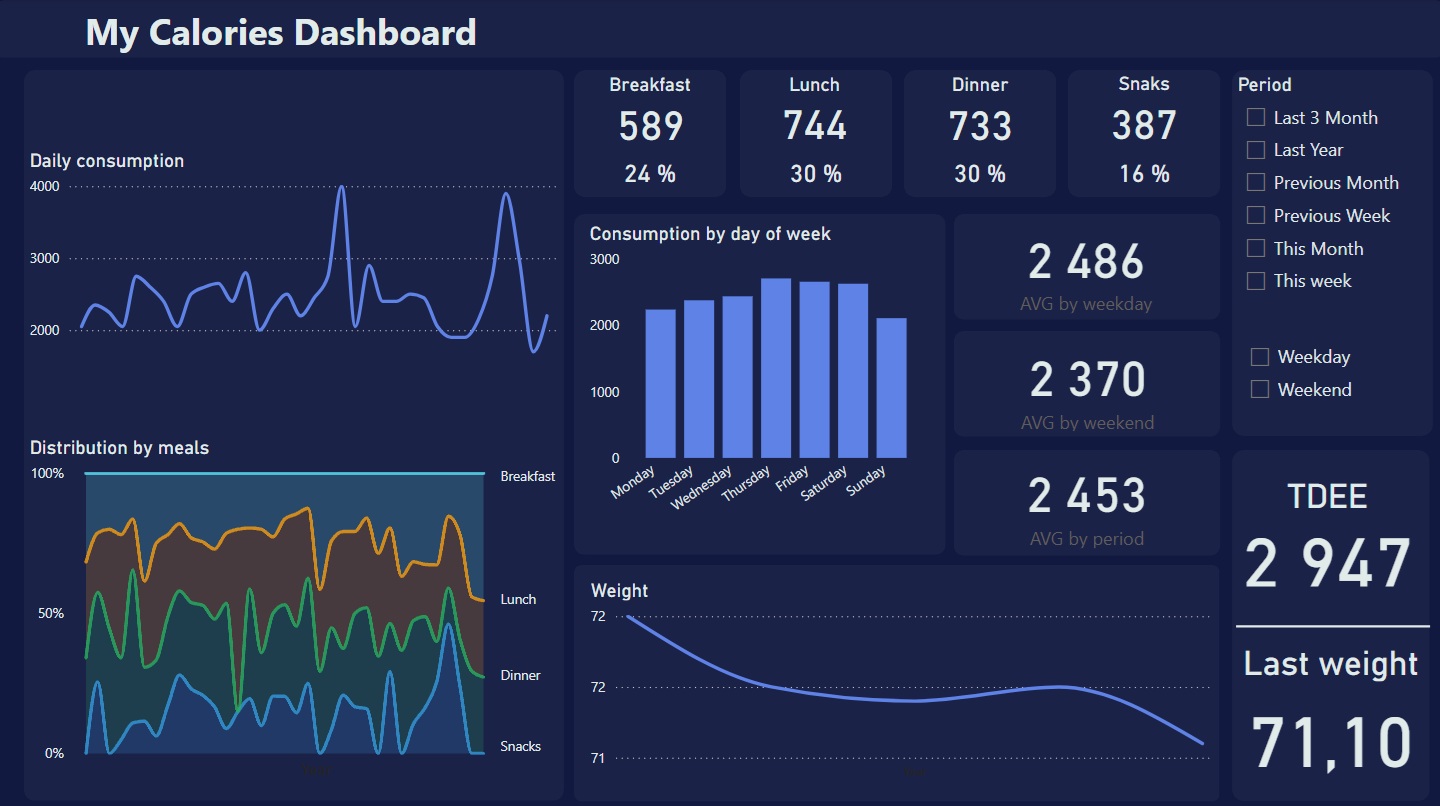 My Calories Dashboard
Daily consumption
4000
3000
2000
Distribution by meals
100%
50%
0%
Breakfast
Lunch
Dinner
Snacks
Breakfast
589
24 %
Lunch
744
30 %
Dinner
733
30 %
Snaks
387
16 %
Consumption by day of week
3000
2000
1000
0
Monday
Tuesday
Wednesday
Thursday
Friday
Saturday
Sunday
2 486
AVG by weekday
2 370
AVG by weekend
2 453
AVG by period
Weight
72
72
71
Period
Last 3 Month
Last Year
Previous Month
Previous Week
This Month
This week
Weekday
Weekend
TDEE
2 947
Last weight
71,10